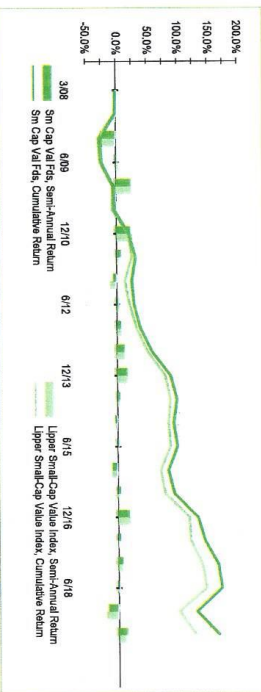 200.0%
150.0%
100.0%
50.0%
0.0%
-50.0%
3/08 6/09 12/10 6/12 12/13 6/15 12/16 6/18
Sm Cap Val Fds, Semi-Annual Return
Lipper Small-Cap Value Index, Semi-Annual Return
Sm Cap Val Fds, Cumulative Return
Lipper Small-Cap Value Index, Cumulative Return